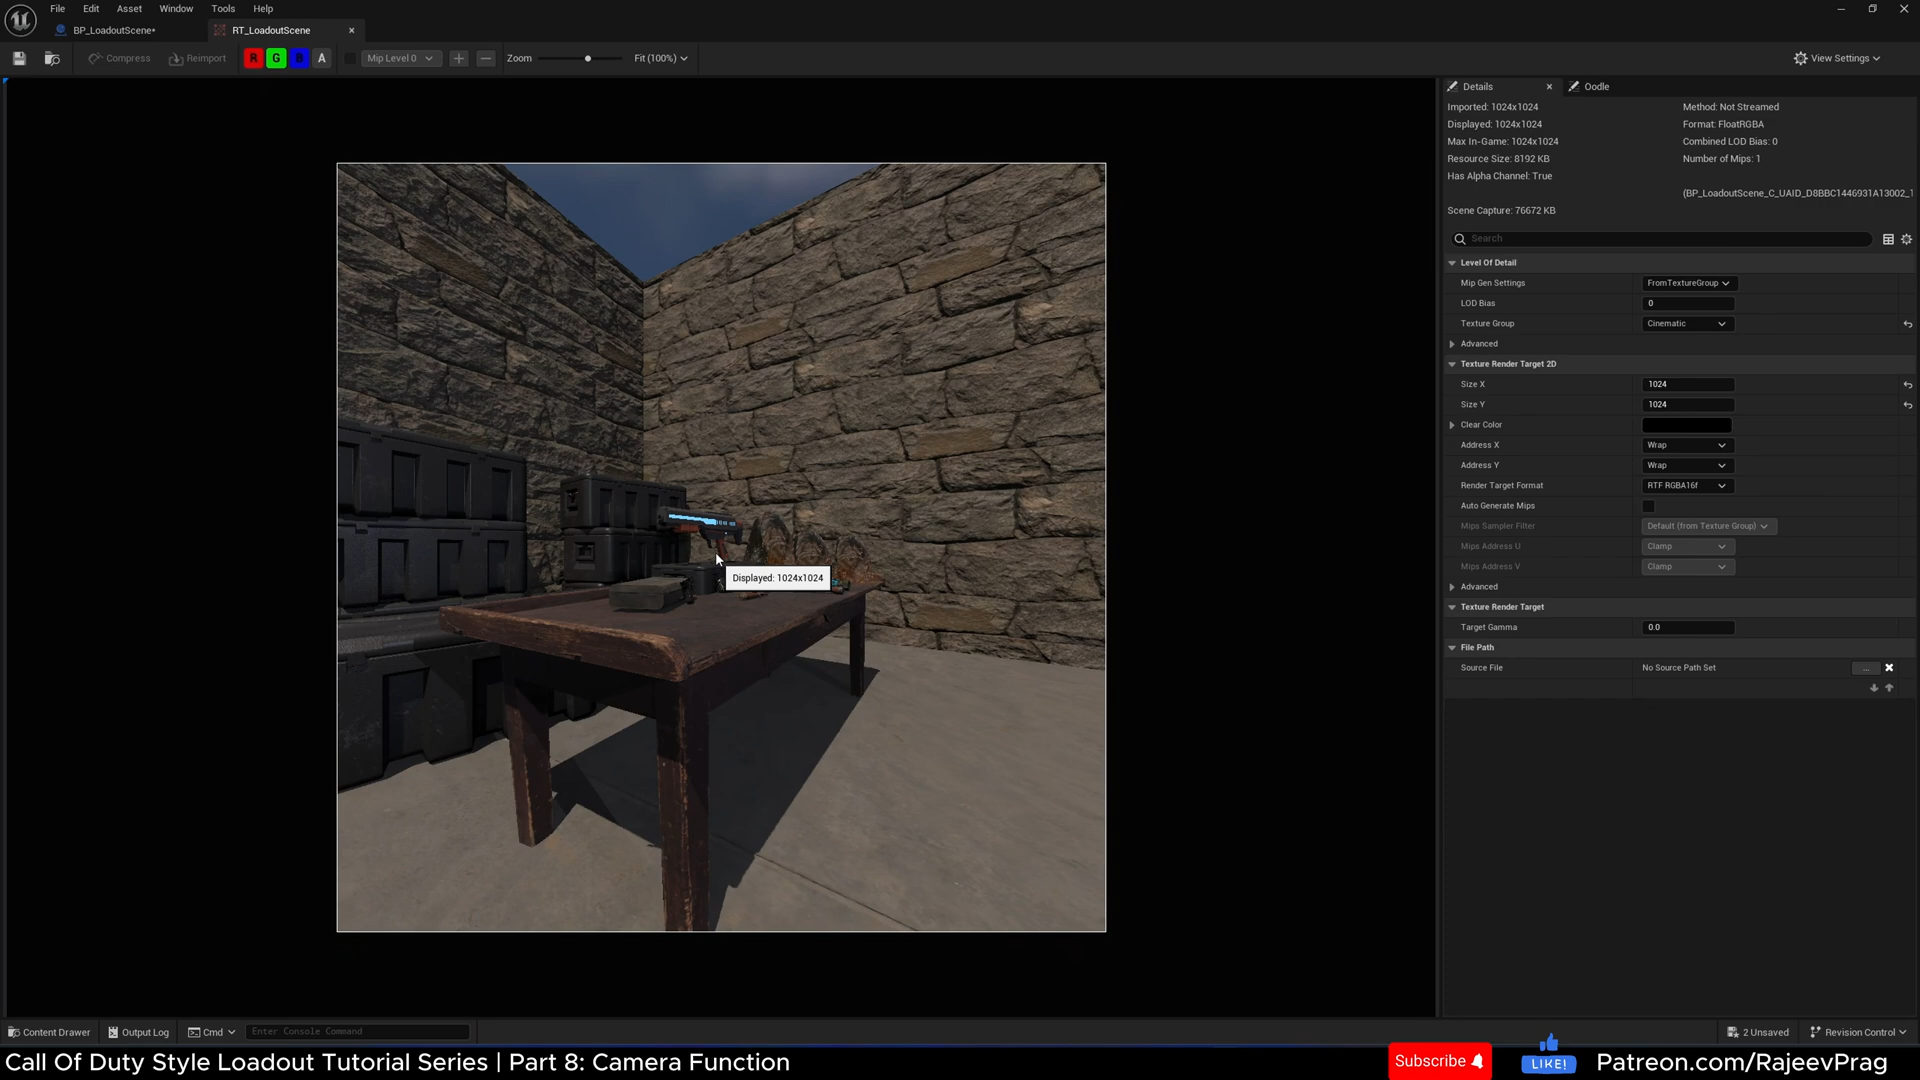 File Edit Asset Window Tools Help
BP_LoadoutScene* RT_LoadoutScene
Compress Reimport R G B A Mip Level 0 Zoom Fit (100%) View Settings
Details Oodle
Imported: 1024x1024 Method: Not Streamed
Displayed: 1024x1024 Format: FloatRGBA
Max In-Game: 1024x1024 Combined LOD Bias: 0
Resource Size: 8192 KB Number of Mips: 1
Has Alpha Channel: True
(BP_LoadoutScene_C_UAID_D8BBC1446931A13002_1
Scene Capture: 76672 KB
Search
Level Of Detail
Mip Gen Settings FromTextureGroup
LOD Bias 0
Texture Group Cinematic
Advanced
Texture Render Target 2D
Size X 1024
Size Y 1024
Clear Color
Address X Wrap
Address Y Wrap
Render Target Format RTF RGBA16f
Auto Generate Mips
Mips Sampler Filter Default (from Texture Group)
Mips Address U Clamp
Mips Address V Clamp
Advanced
Texture Render Target
Target Gamma 0.0
File Path
Source File No Source Path Set ...
Displayed: 1024x1024
Content Drawer Output Log Cmd Enter Console Command 2 Unsaved Revision Control
Call Of Duty Style Loadout Tutorial Series | Part 8: Camera Function Subscribe LIKE! Patreon.com/RajeevPrag